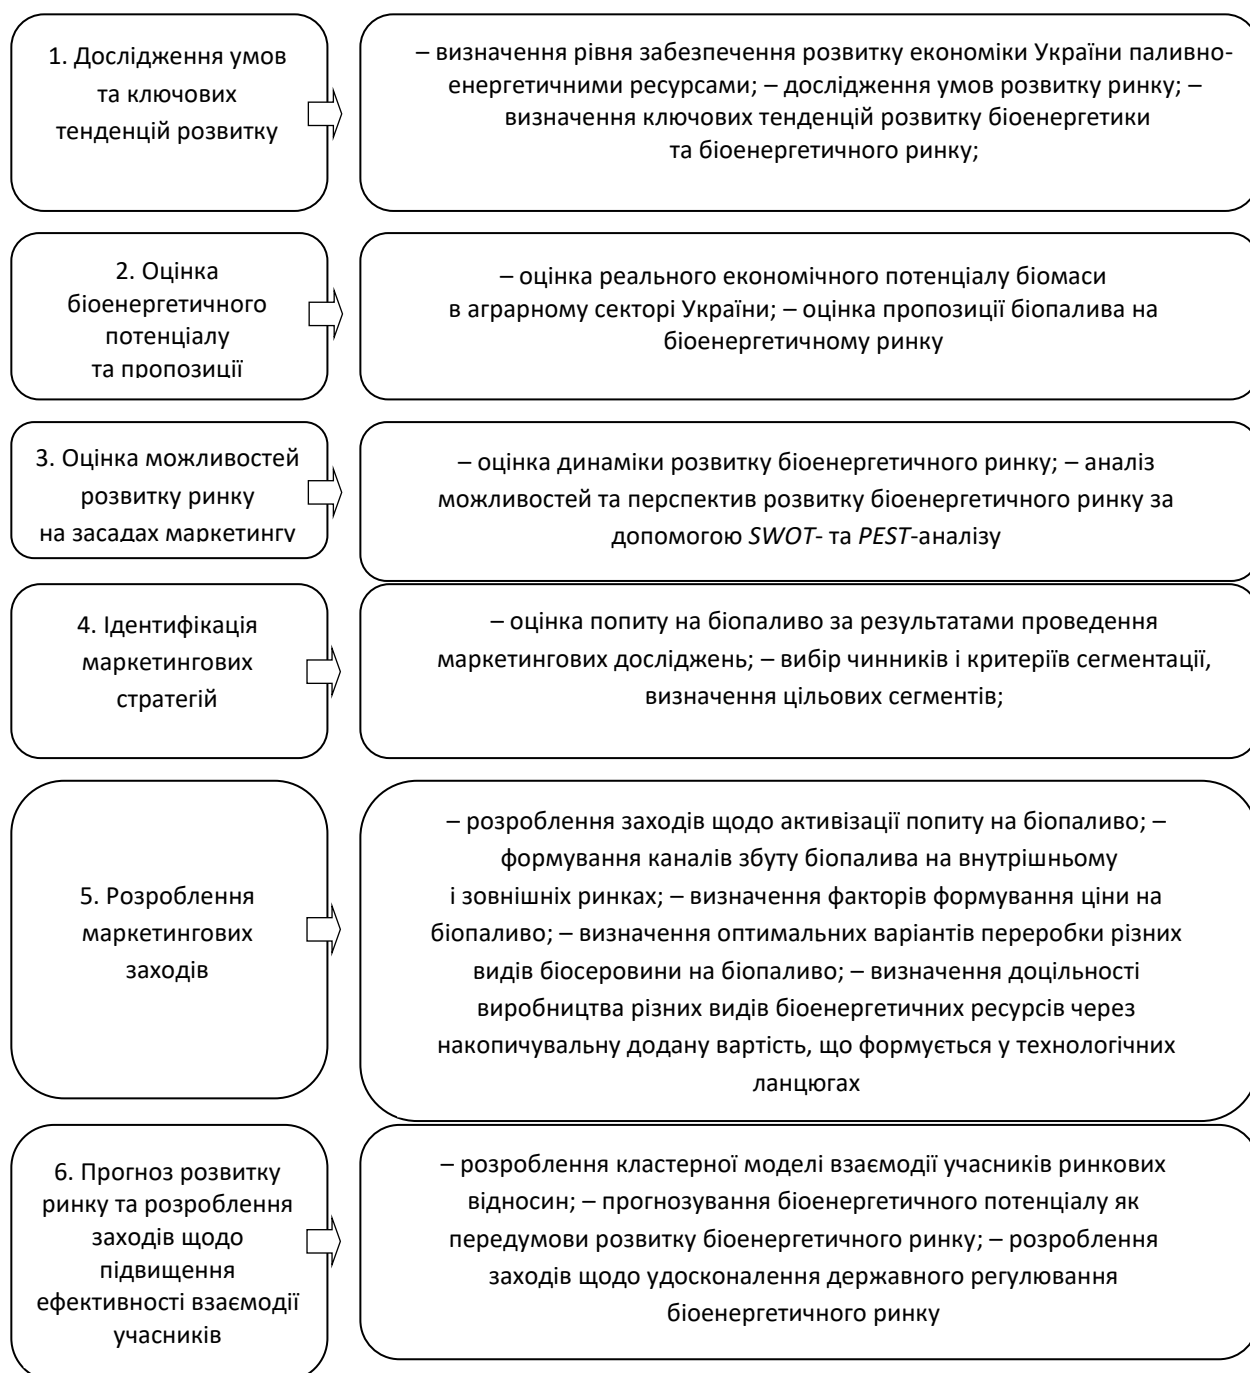 1. Дослідження умов
та ключових
тенденцій розвитку
– визначення рівня забезпечення розвитку економіки України паливно-
енергетичними ресурсами; – дослідження умов розвитку ринку; –
визначення ключових тенденцій розвитку біоенергетики
та біоенергетичного ринку;
2. Оцінка
біоенергетичного
потенціалу
та пропозиції
– оцінка реального економічного потенціалу біомаси
в аграрному секторі України; – оцінка пропозиції біопалива на
біоенергетичному ринку
3. Оцінка можливостей
розвитку ринку
на засадах маркетингу
– оцінка динаміки розвитку біоенергетичного ринку; – аналіз
можливостей та перспектив розвитку біоенергетичного ринку за
допомогою SWOT- та PEST-аналізу
4. Ідентифікація
маркетингових
стратегій
– оцінка попиту на біопаливо за результатами проведення
маркетингових досліджень; – вибір чинників і критеріїв сегментації,
визначення цільових сегментів;
5. Розроблення
маркетингових
заходів
– розроблення заходів щодо активізації попиту на біопаливо; –
формування каналів збуту біопалива на внутрішньому
і зовнішніх ринках; – визначення факторів формування ціни на
біопаливо; – визначення оптимальних варіантів переробки різних
видів біосеровини на біопаливо; – визначення доцільності
виробництва різних видів біоенергетичних ресурсів через
накопичувальну додану вартість, що формується у технологічних
ланцюгах
6. Прогноз розвитку
ринку та розроблення
заходів щодо
підвищення
ефективності взаємодії
учасників
– розроблення кластерної моделі взаємодії учасників ринкових
відносин; – прогнозування біоенергетичного потенціалу як
передумови розвитку біоенергетичного ринку; – розроблення
заходів щодо удосконалення державного регулювання
біоенергетичного ринку